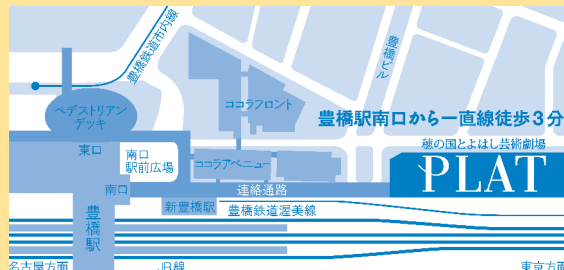 豊橋鉄道市内線
豊橋ビル
ペデストリアン
デッキ
ココラフロント
豊橋駅南口から一直線徒歩3分
東口
南口
駅前広場
ココラアベニュー
穂の国とよはし芸術劇場
PLAT
南口
連絡通路
新豊橋駅
豊橋鉄道渥美線
豊橋駅
名古屋方面
JR線
東京方面